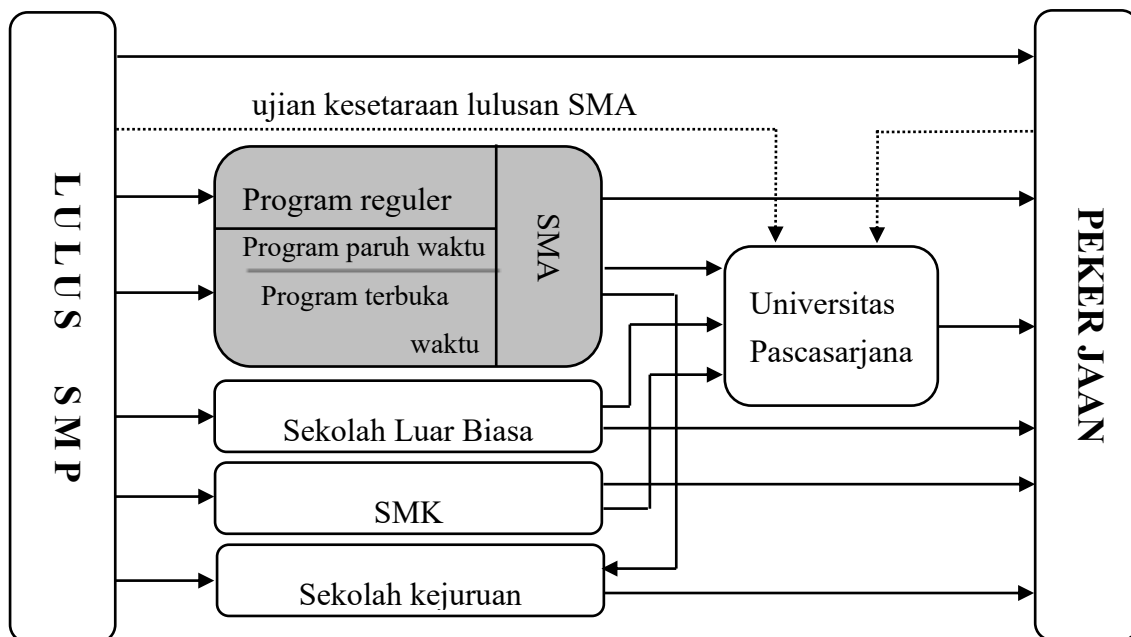 LULUS SMP
ujian kesetaraan lulusan SMA
Program reguler
Program paruh waktu
Program terbuka
waktu
SMA
Universitas
Pascasarjana
Sekolah Luar Biasa
SMK
Sekolah kejuruan
PEKERJAAN